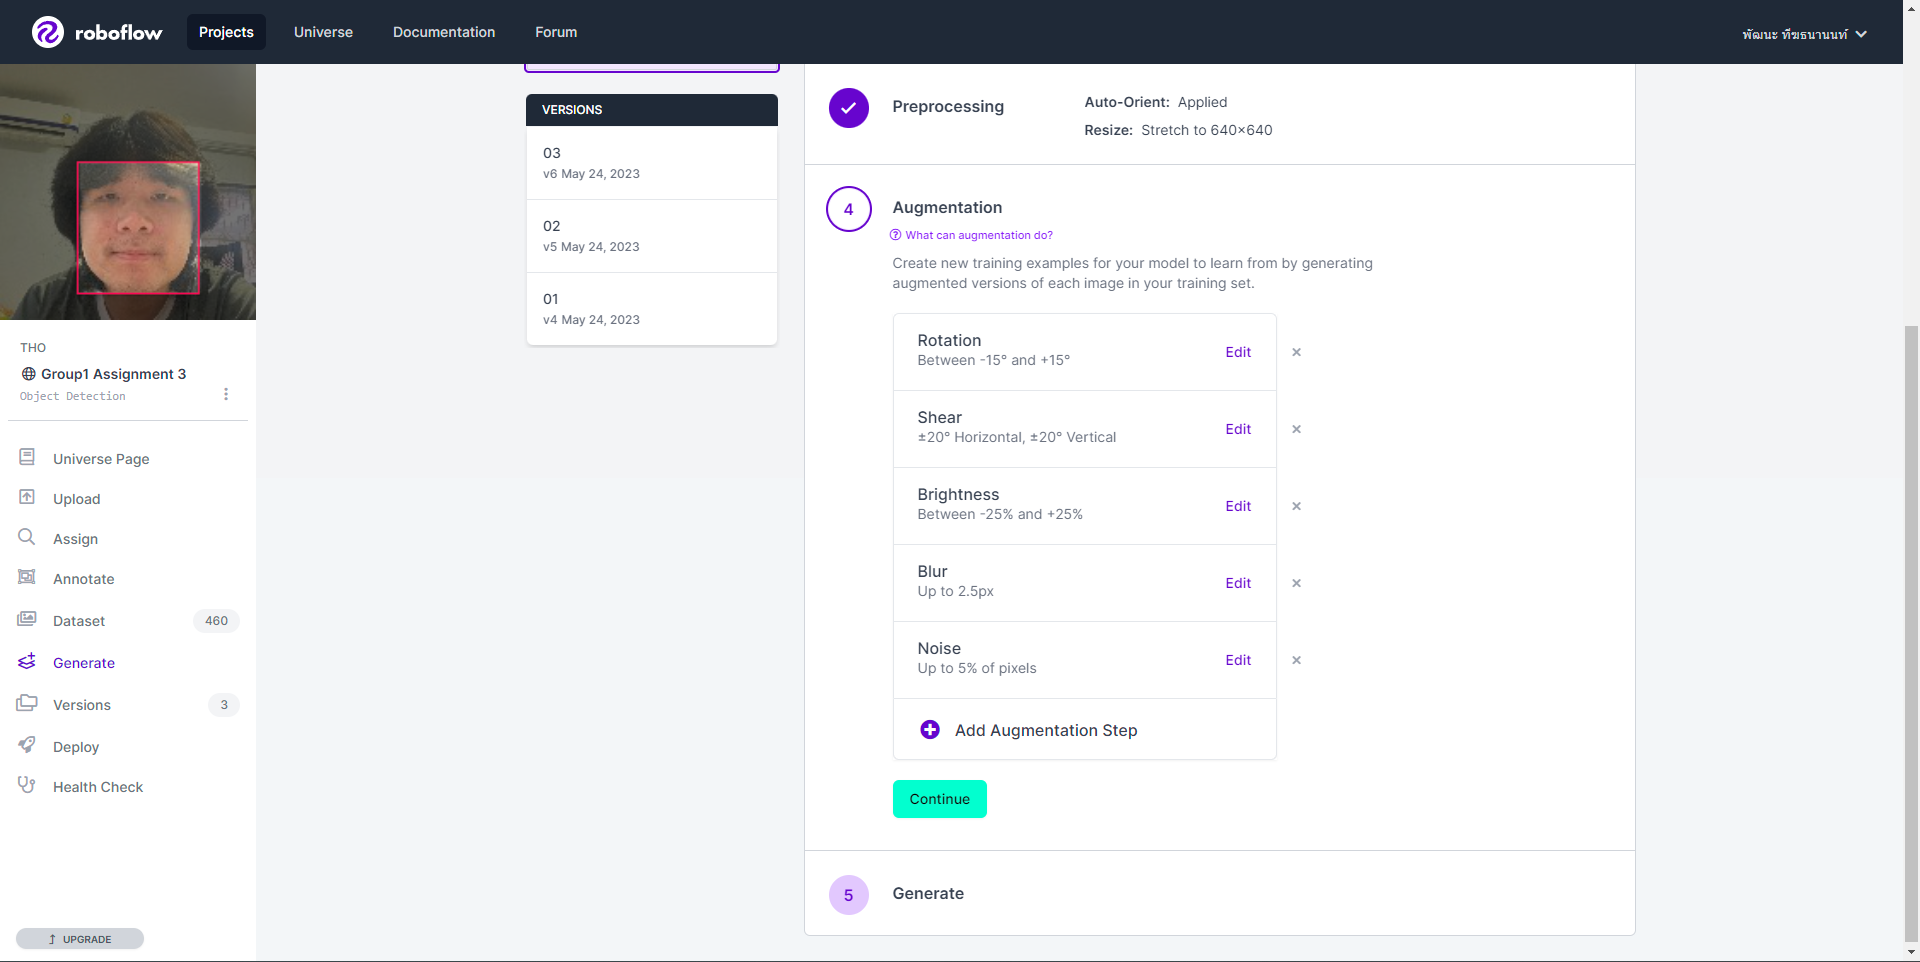 roboflow
Projects
Universe
Documentation
Forum
พัฒนะ ทีฆธนานนท์
THO
Group1 Assignment 3
Object Detection
Universe Page
Upload
Assign
Annotate
Dataset 460
Generate
Versions 3
Deploy
Health Check
UPGRADE
VERSIONS
03
v6 May 24, 2023
02
v5 May 24, 2023
01
v4 May 24, 2023
Preprocessing
Auto-Orient: Applied
Resize: Stretch to 640×640
4
Augmentation
What can augmentation do?
Create new training examples for your model to learn from by generating
augmented versions of each image in your training set.
Rotation
Between -15° and +15°
Edit
Shear
±20° Horizontal, ±20° Vertical
Edit
Brightness
Between -25% and +25%
Edit
Blur
Up to 2.5px
Edit
Noise
Up to 5% of pixels
Edit
Add Augmentation Step
Continue
5
Generate